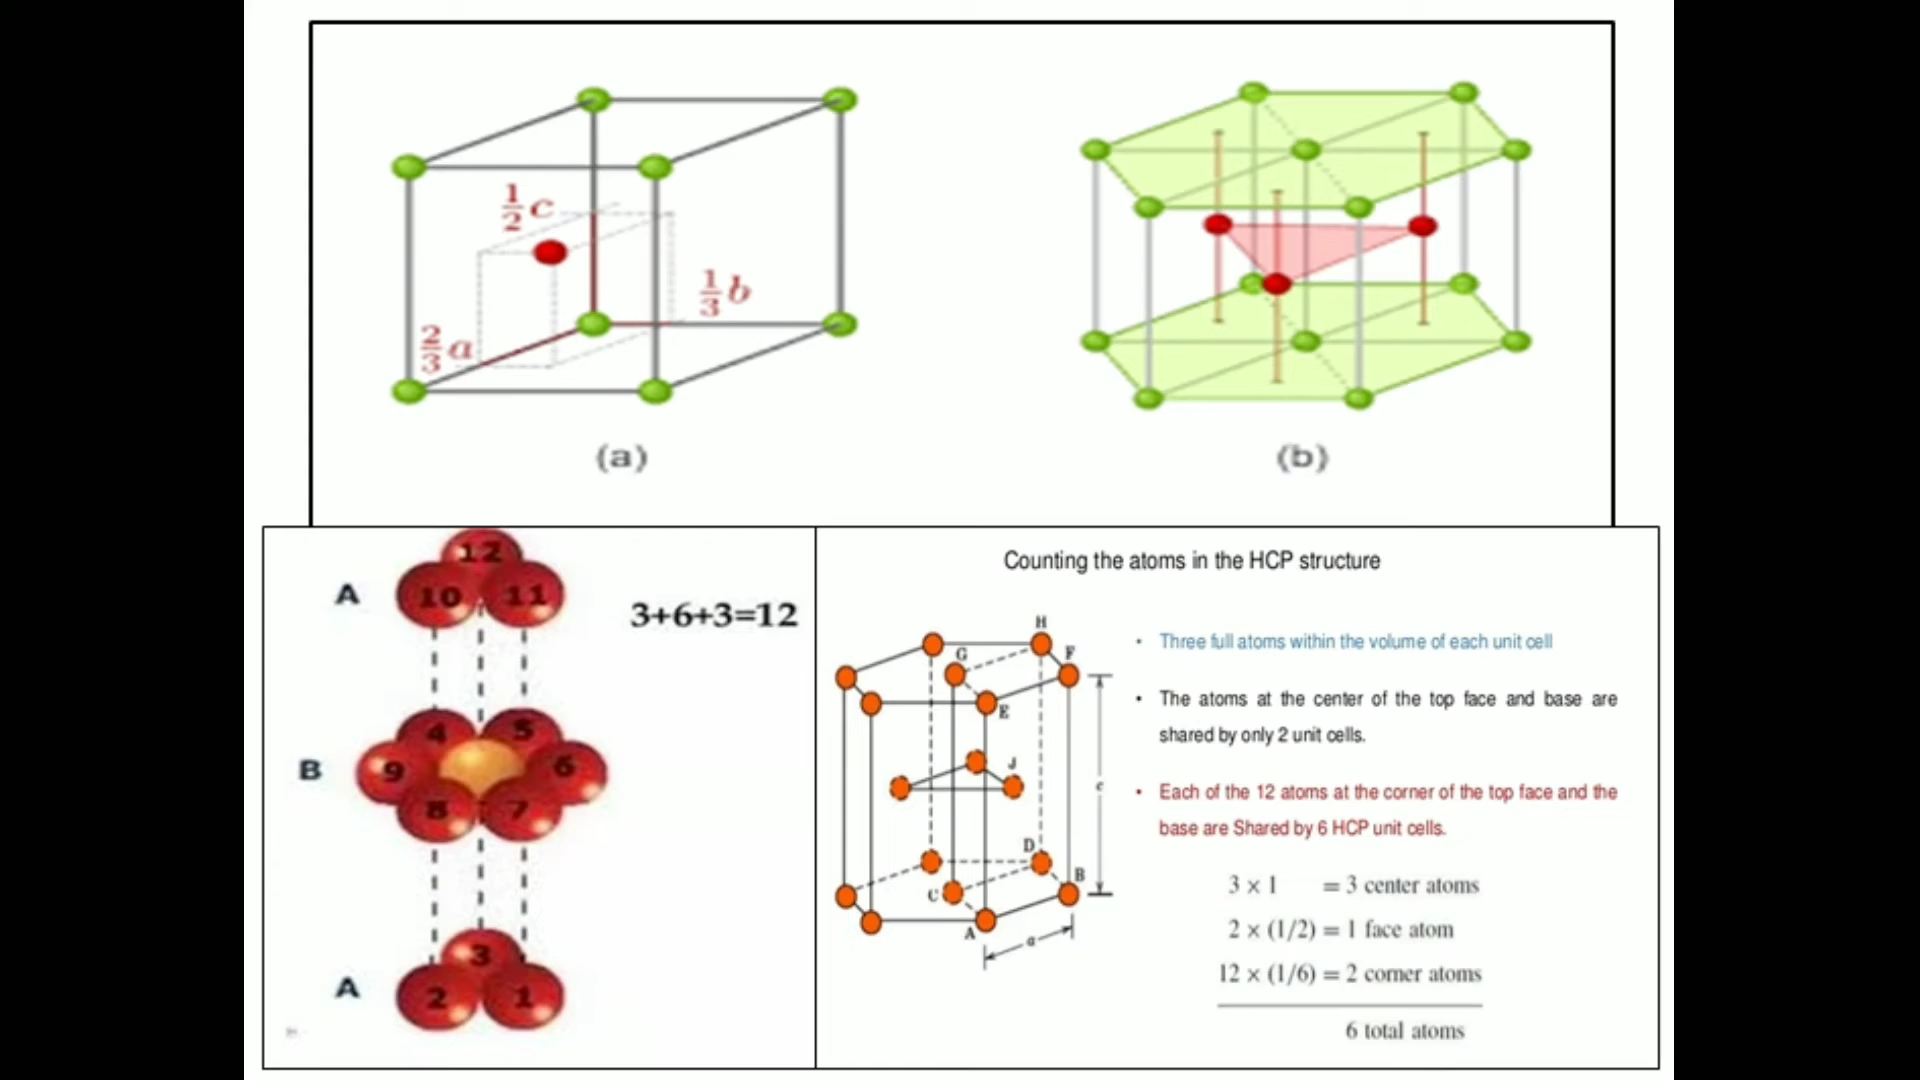 1/2 c
1/3 b
2/3 a
(a)
(b)
12
A
10
11
3+6+3=12
4
5
B
9
6
8
7
3
A
2
1
Counting the atoms in the HCP structure
H
G
F
E
J
c
D
B
C
A
a
• Three full atoms within the volume of each unit cell
• The atoms at the center of the top face and base are
shared by only 2 unit cells.
• Each of the 12 atoms at the corner of the top face and the
base are Shared by 6 HCP unit cells.
3 × 1 = 3 center atoms
2 × (1/2) = 1 face atom
12 × (1/6) = 2 corner atoms
6 total atoms